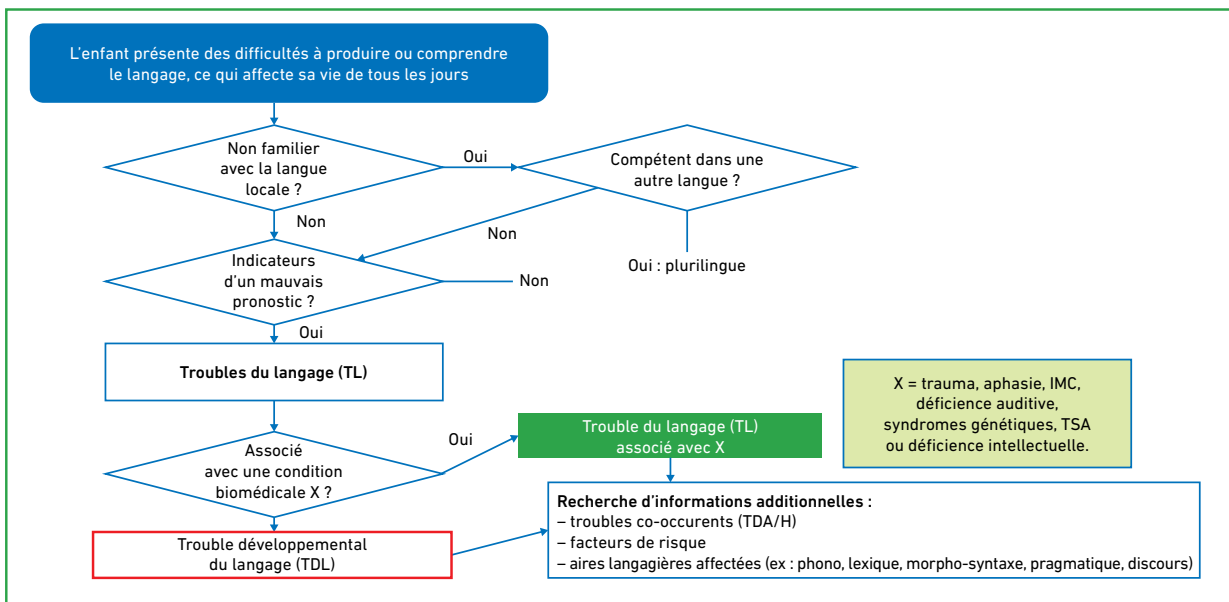 L'enfant présente des difficultés à produire ou comprendre
le langage, ce qui affecte sa vie de tous les jours
Non familier
avec la langue
locale ?
Oui
Compétent dans une
autre langue ?
Non
Non
Oui : plurilingue
Indicateurs
d'un mauvais
pronostic ?
Non
Oui
Troubles du langage (TL)
X = trauma, aphasie, IMC,
déficience auditive,
syndromes génétiques, TSA
ou déficience intellectuelle.
Associé
avec une condition
biomédicale X ?
Oui
Trouble du langage (TL)
associé avec X
Recherche d'informations additionnelles :
– troubles co-occurents (TDA/H)
– facteurs de risque
– aires langagières affectées (ex : phono, lexique, morpho-syntaxe, pragmatique, discours)
Trouble développemental
du langage (TDL)